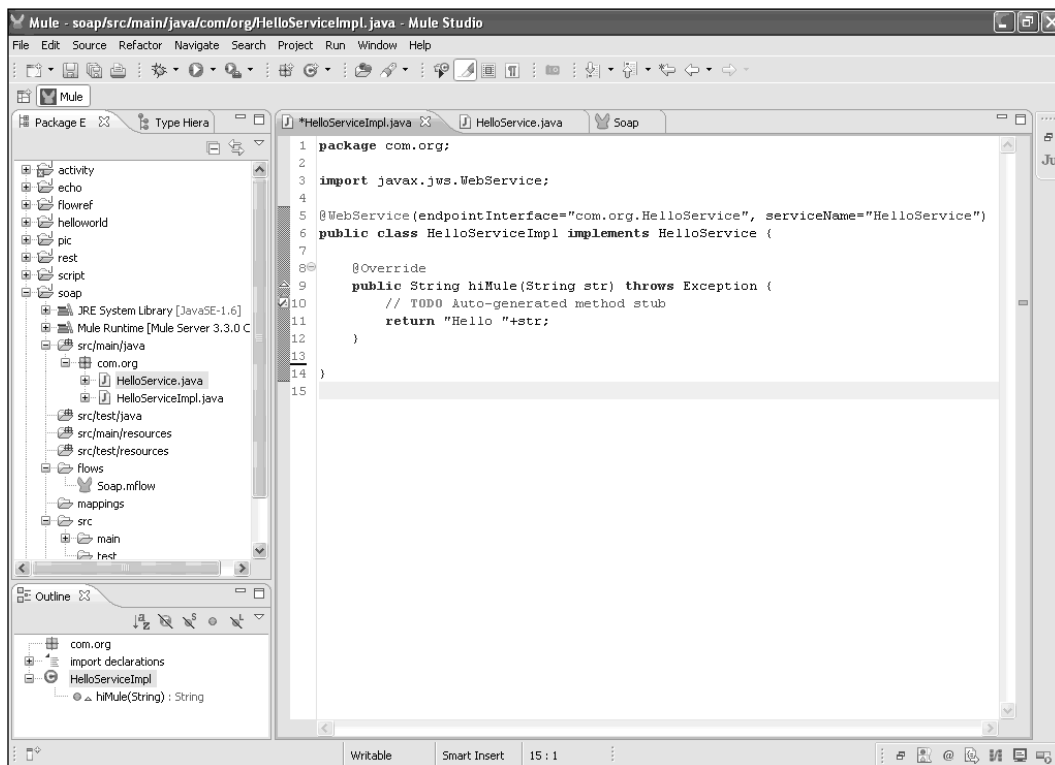 Mule - soap/src/main/java/com/org/HelloServiceImpl.java - Mule Studio
File Edit Source Refactor Navigate Search Project Run Window Help
Mule
Package E
Type Hiera
activity
echo
flowref
helloworld
pic
rest
script
soap
JRE System Library [JavaSE-1.6]
Mule Runtime [Mule Server 3.3.0 C
src/main/java
com.org
HelloService.java
HelloServiceImpl.java
src/test/java
src/main/resources
src/test/resources
flows
Soap.mflow
mappings
src
main
test
Outline
com.org
import declarations
HelloServiceImpl
hiMule(String) : String
*HelloServiceImpl.java
HelloService.java
Soap
1 package com.org;
2
3 import javax.jws.WebService;
4
5 @WebService(endpointInterface="com.org.HelloService", serviceName="HelloService")
6 public class HelloServiceImpl implements HelloService {
7
8 @Override
9 public String hiMule(String str) throws Exception {
10 // TODO Auto-generated method stub
11 return "Hello "+str;
12 }
13
14 }
15
Ju
Writable
Smart Insert
15 : 1